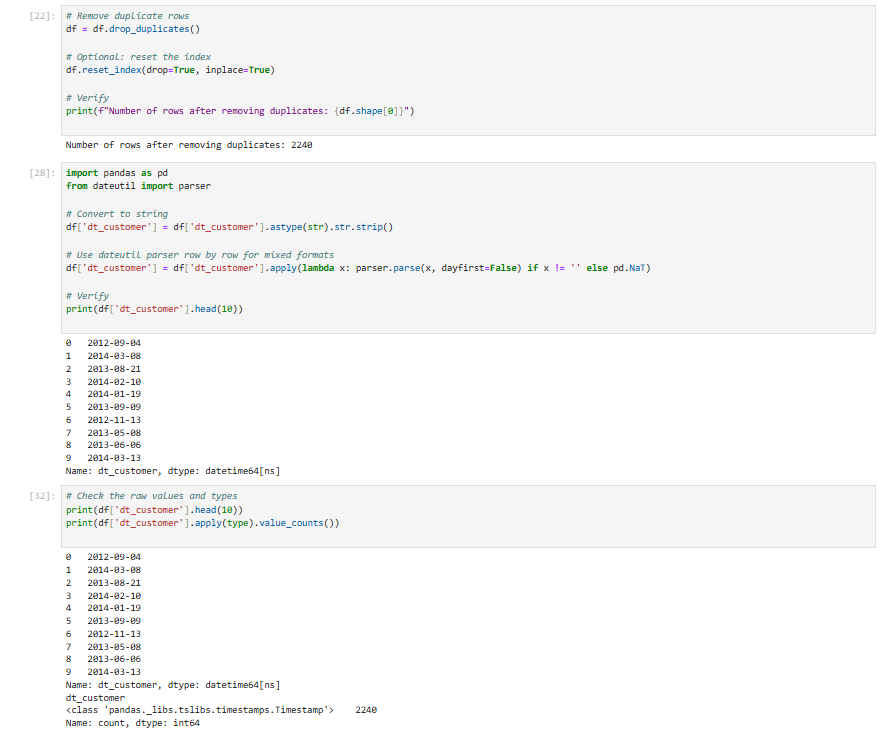 [22]: # Remove duplicate rows
df = df.drop_duplicates()
# Optional: reset the index
df.reset_index(drop=True, inplace=True)
# Verify
print(f"Number of rows after removing duplicates: {df.shape[0]}")
Number of rows after removing duplicates: 2240
[28]: import pandas as pd
from dateutil import parser
# Convert to string
df['dt_customer'] = df['dt_customer'].astype(str).str.strip()
# Use dateutil parser row by row for mixed formats
df['dt_customer'] = df['dt_customer'].apply(lambda x: parser.parse(x, dayfirst=False) if x != '' else pd.NaT)
# Verify
print(df['dt_customer'].head(10))
0 2012-09-04
1 2014-03-08
2 2013-08-21
3 2014-02-10
4 2014-01-19
5 2013-09-09
6 2012-11-13
7 2013-05-08
8 2013-06-06
9 2014-03-13
Name: dt_customer, dtype: datetime64[ns]
[32]: # Check the raw values and types
print(df['dt_customer'].head(10))
print(df['dt_customer'].apply(type).value_counts())
0 2012-09-04
1 2014-03-08
2 2013-08-21
3 2014-02-10
4 2014-01-19
5 2013-09-09
6 2012-11-13
7 2013-05-08
8 2013-06-06
9 2014-03-13
Name: dt_customer, dtype: datetime64[ns]
dt_customer
<class 'pandas._libs.tslibs.timestamps.Timestamp'> 2240
Name: count, dtype: int64